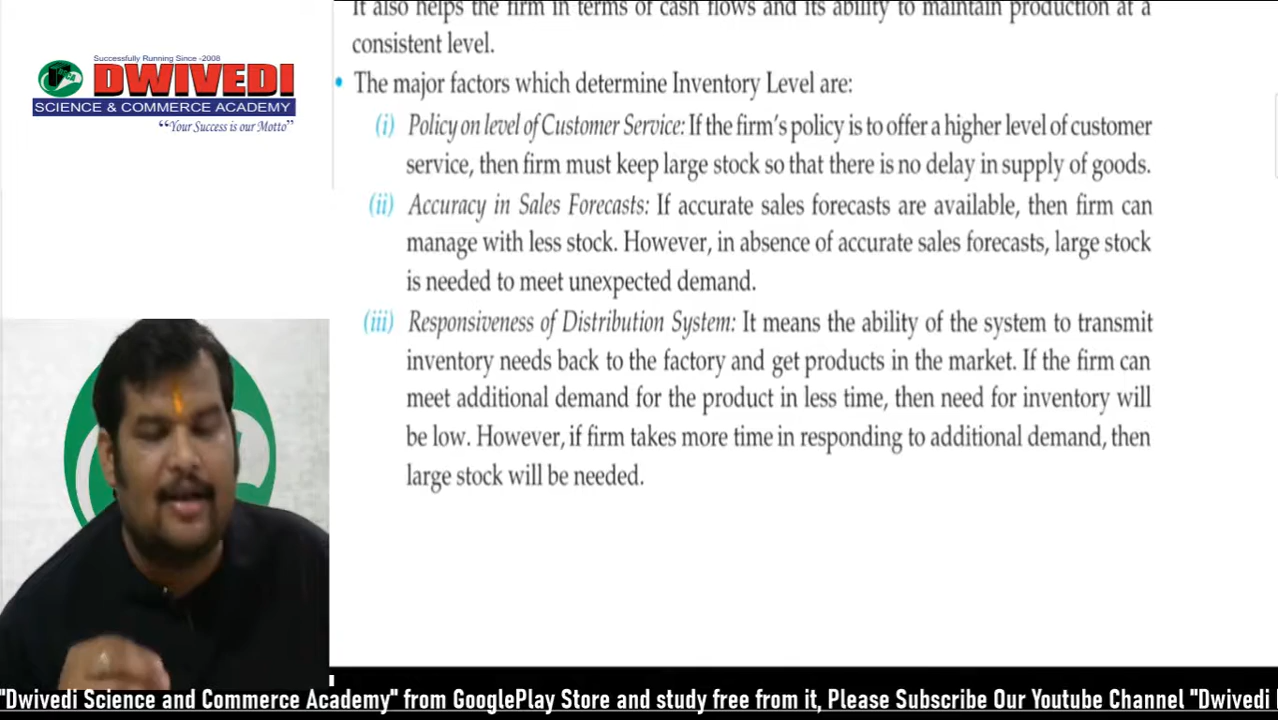 It also helps the firm in terms of cash flows and its ability to maintain production at a
consistent level.
Successfully Running Since -2008
DWIVEDI
SCIENCE & COMMERCE ACADEMY
“Your Success is our Motto”
• The major factors which determine Inventory Level are:
(i) Policy on level of Customer Service: If the firm's policy is to offer a higher level of customer
service, then firm must keep large stock so that there is no delay in supply of goods.
(ii) Accuracy in Sales Forecasts: If accurate sales forecasts are available, then firm can
manage with less stock. However, in absence of accurate sales forecasts, large stock
is needed to meet unexpected demand.
(iii) Responsiveness of Distribution System: It means the ability of the system to transmit
inventory needs back to the factory and get products in the market. If the firm can
meet additional demand for the product in less time, then need for inventory will
be low. However, if firm takes more time in responding to additional demand, then
large stock will be needed.
"Dwivedi Science and Commerce Academy" from GooglePlay Store and study free from it, Please Subscribe Our Youtube Channel "Dwivedi